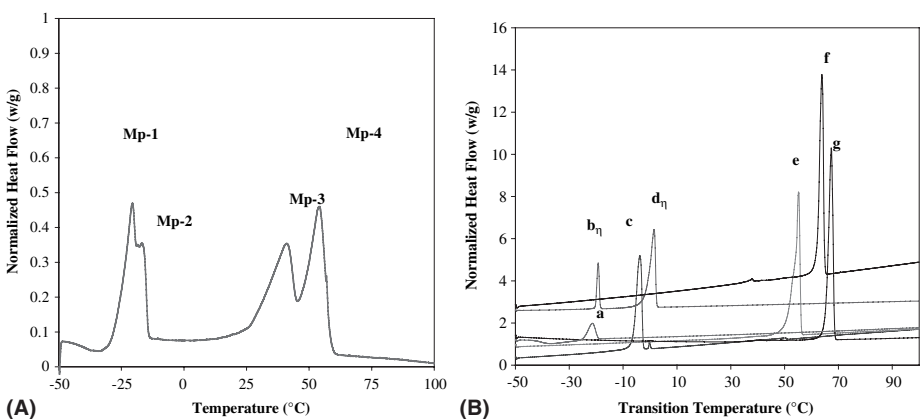 1
0.9
0.8
0.7
0.6
0.5
0.4
0.3
0.2
0.1
0
Normalized Heat Flow (w/g)
Mp-1
Mp-4
Mp-2
Mp-3
-50 -25 0 25 50 75 100
Temperature (°C)
(A)
16
14
12
10
8
6
4
2
0
Normalized Heat Flow (w/g)
f
g
e
dη
bη
c
a
-50 -30 -10 10 30 50 70 90
Transition Temperature (°C)
(B)